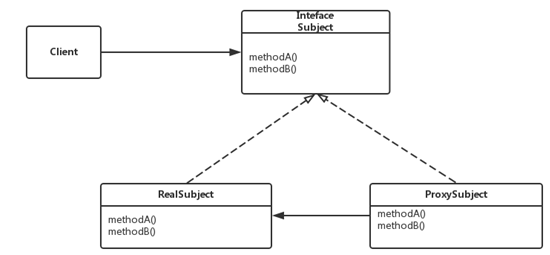 Inteface
Subject
Client
methodA()
methodB()
RealSubject
methodA()
methodB()
ProxySubject
methodA()
methodB()